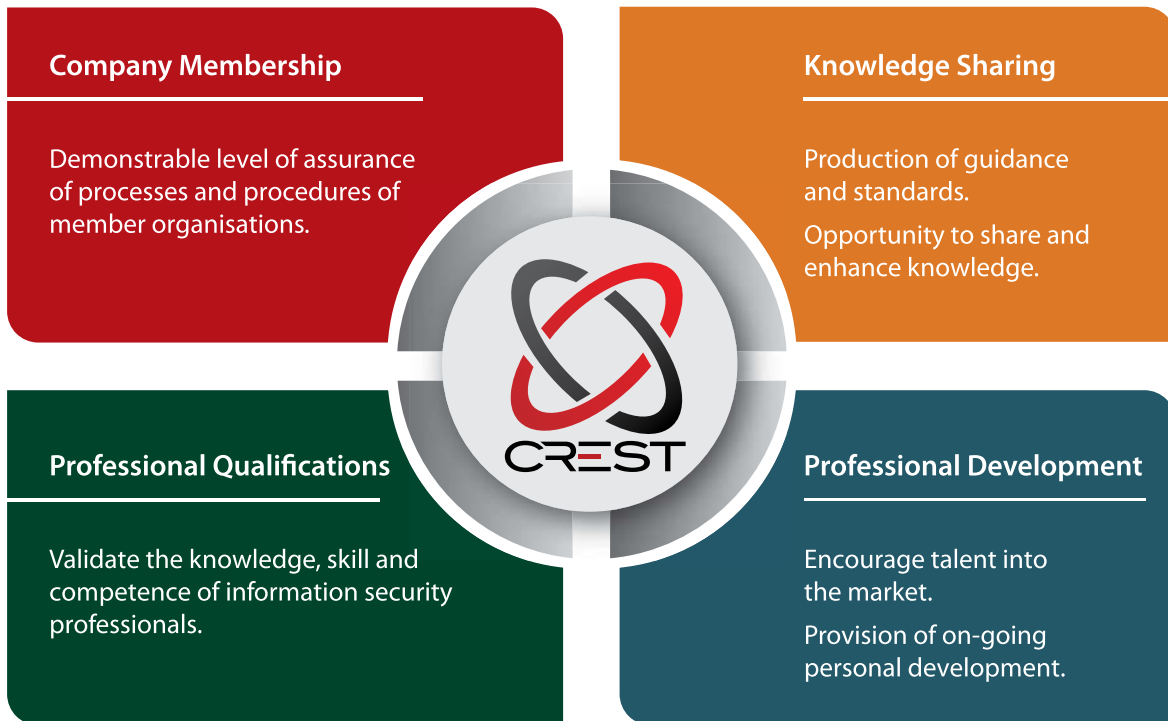 Company Membership
Demonstrable level of assurance
of processes and procedures of
member organisations.
Knowledge Sharing
Production of guidance
and standards.
Opportunity to share and
enhance knowledge.
CREST
Professional Qualifications
Validate the knowledge, skill and
competence of information security
professionals.
Professional Development
Encourage talent into
the market.
Provision of on-going
personal development.